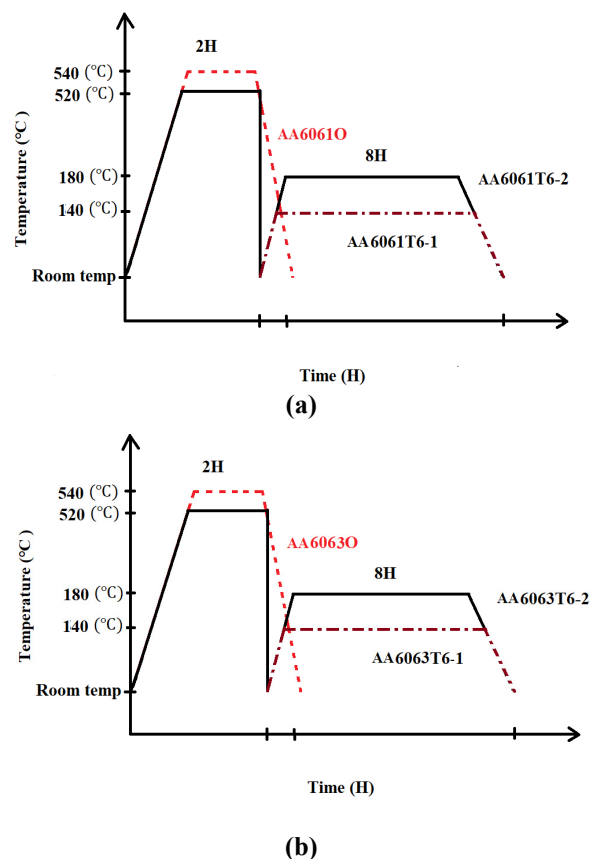 2H
540 (℃)
520 (℃)
AA6061O
8H
180 (℃)
AA6061T6-2
140 (℃)
AA6061T6-1
Room temp
Temperature (℃ )
Time (H)
(a)
2H
540 (℃)
520 (℃)
AA6063O
8H
180 (℃)
AA6063T6-2
140 (℃)
AA6063T6-1
Room temp
Temperature (℃ )
Time (H)
(b)